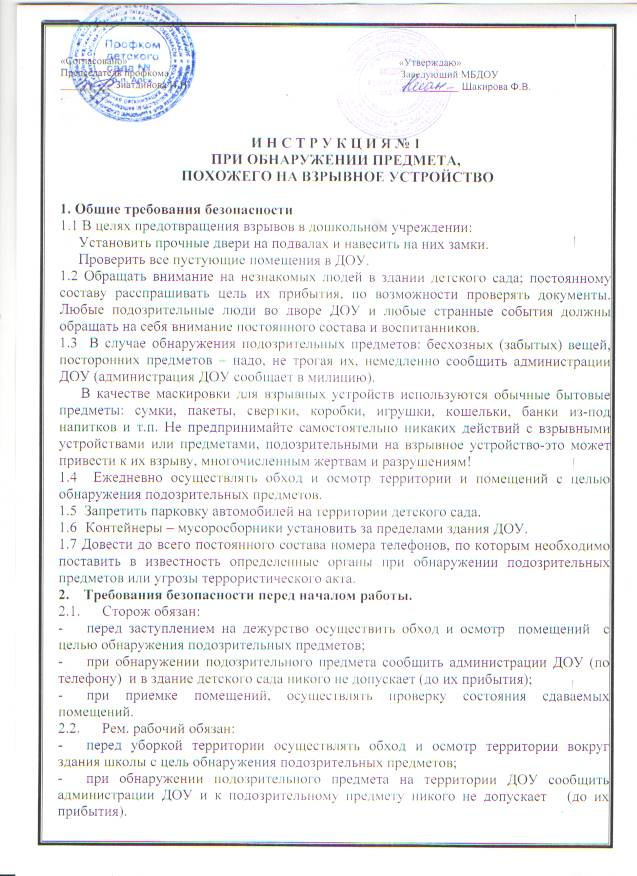 Профком
детского
сада №
р.п. Арск
«Согласовано» «Утверждаю»
Председатель профкома Заведующий МБДОУ
Зиатдинова Шакирова Ф.В.
И Н С Т Р У К Ц И Я № 1
ПРИ ОБНАРУЖЕНИИ ПРЕДМЕТА,
ПОХОЖЕГО НА ВЗРЫВНОЕ УСТРОЙСТВО
1. Общие требования безопасности
1.1 В целях предотвращения взрывов в дошкольном учреждении:
Установить прочные двери на подвалах и навесить на них замки.
Проверить все пустующие помещения в ДОУ.
1.2 Обращать внимание на незнакомых людей в здании детского сада; постоянному
составу расспрашивать цель их прибытия, по возможности проверять документы.
Любые подозрительные люди во дворе ДОУ и любые странные события должны
обращать на себя внимание постоянного состава и воспитанников.
1.3 В случае обнаружения подозрительных предметов: бесхозных (забытых) вещей,
посторонних предметов – надо, не трогая их, немедленно сообщить администрации
ДОУ (администрация ДОУ сообщает в милицию).
В качестве маскировки для взрывных устройств используются обычные бытовые
предметы: сумки, пакеты, свертки, коробки, игрушки, кошельки, банки из-под
напитков и т.п. Не предпринимайте самостоятельно никаких действий с взрывными
устройствами или предметами, подозрительными на взрывное устройство-это может
привести к их взрыву, многочисленным жертвам и разрушениям!
1.4 Ежедневно осуществлять обход и осмотр территории и помещений с целью
обнаружения подозрительных предметов.
1.5 Запретить парковку автомобилей на территории детского сада.
1.6 Контейнеры – мусоросборники установить за пределами здания ДОУ.
1.7 Довести до всего постоянного состава номера телефонов, по которым необходимо
поставить в известность определенные органы при обнаружении подозрительных
предметов или угрозы террористического акта.
2. Требования безопасности перед началом работы.
2.1. Сторож обязан:
- перед заступлением на дежурство осуществить обход и осмотр помещений с
целью обнаружения подозрительных предметов;
- при обнаружении подозрительного предмета сообщить администрации ДОУ (по
телефону) и в здание детского сада никого не допускает (до их прибытия);
- при приемке помещений, осуществлять проверку состояния сдаваемых
помещений.
2.2. Рем. рабочий обязан:
- перед уборкой территории осуществлять обход и осмотр территории вокруг
здания школы с цель обнаружения подозрительных предметов;
- при обнаружении подозрительного предмета на территории ДОУ сообщить
администрации ДОУ и к подозрительному предмету никого не допускает (до их
прибытия).